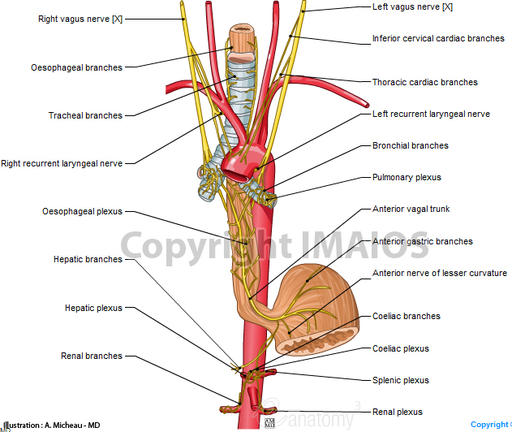 Right vagus nerve [X]
Oesophageal branches
Tracheal branches
Right recurrent laryngeal nerve
Oesophageal plexus
Hepatic branches
Hepatic plexus
Renal branches
Left vagus nerve [X]
Inferior cervical cardiac branches
Thoracic cardiac branches
Left recurrent laryngeal nerve
Bronchial branches
Pulmonary plexus
Anterior vagal trunk
Anterior gastric branches
Anterior nerve of lesser curvature
Coeliac branches
Coeliac plexus
Splenic plexus
Renal plexus
Copyright IMAIOS
Illustration : A. Micheau - MD
IM
AIOS
e-anatomy
Copyright ©